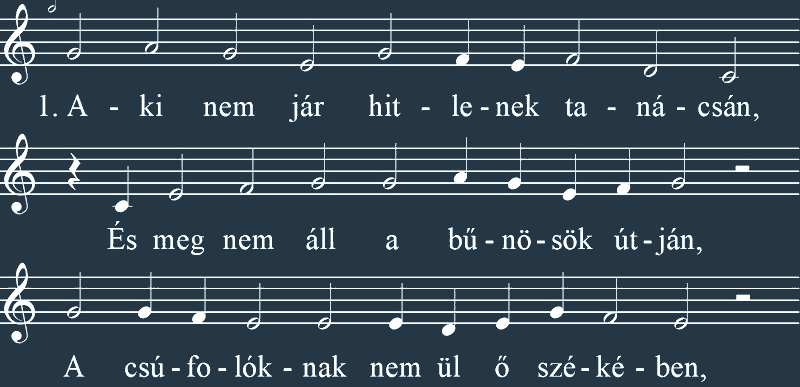 1. A - ki nem jár hit - le - nek ta - ná - csán,
És meg nem áll a bű - nö - sök út - ján,
A csú - fo - lók - nak nem ül ő szé - ké - ben,